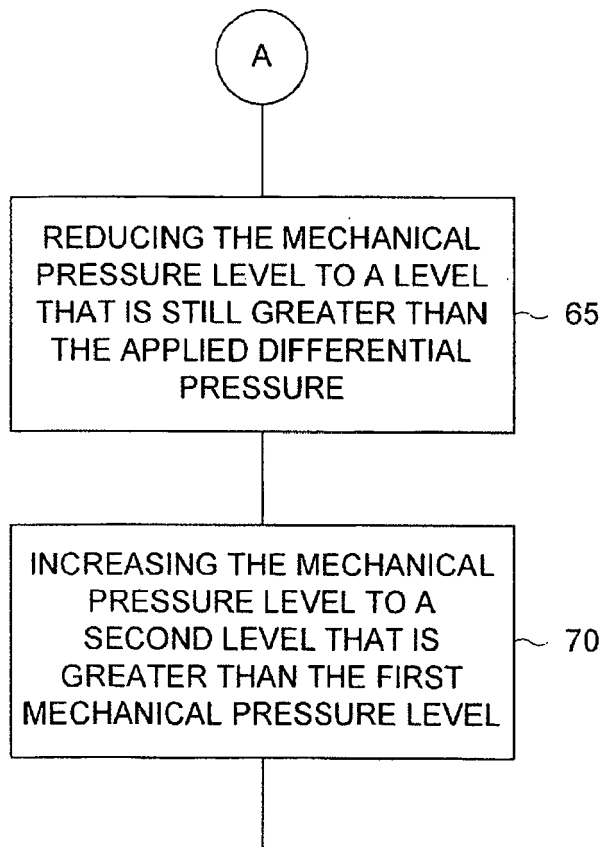 A
REDUCING THE MECHANICAL
PRESSURE LEVEL TO A LEVEL
THAT IS STILL GREATER THAN
THE APPLIED DIFFERENTIAL
PRESSURE
65
INCREASING THE MECHANICAL
PRESSURE LEVEL TO A
SECOND LEVEL THAT IS
GREATER THAN THE FIRST
MECHANICAL PRESSURE LEVEL
70